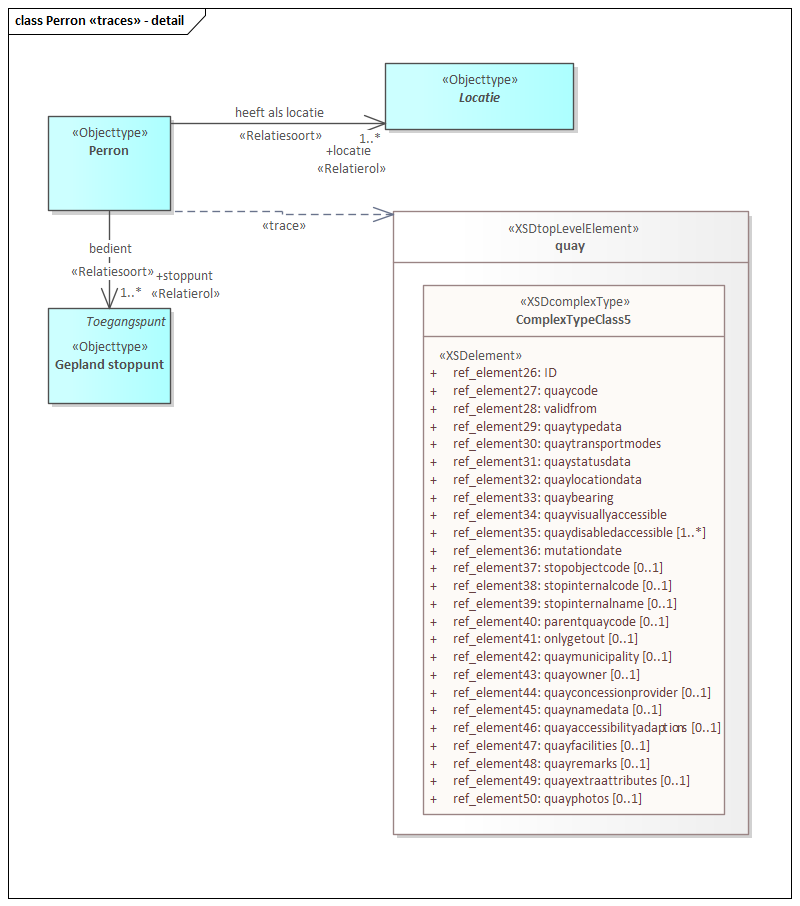 class Perron «traces» - detail
«Objecttype»
Locatie
heeft als locatie
«Relatiesoort»
1..*
+locatie
«Relatierol»
«Objecttype»
Perron
«trace»
bedient
«Relatiesoort»
+stoppunt
1..*
«Relatierol»
Toegangspunt
«Objecttype»
Gepland stoppunt
«XSDtopLevelElement»
quay
«XSDcomplexType»
ComplexTypeClass5
«XSDelement»
+ ref_element26: ID
+ ref_element27: quaycode
+ ref_element28: validfrom
+ ref_element29: quaytypedata
+ ref_element30: quaytransportmodes
+ ref_element31: quaystatusdata
+ ref_element32: quaylocationdata
+ ref_element33: quaybearing
+ ref_element34: quayvisuallyaccessible
+ ref_element35: quaydisabledaccessible [1..*]
+ ref_element36: mutationdate
+ ref_element37: stopobjectcode [0..1]
+ ref_element38: stopinternalcode [0..1]
+ ref_element39: stopinternalname [0..1]
+ ref_element40: parentquaycode [0..1]
+ ref_element41: onlygetout [0..1]
+ ref_element42: quaymunicipality [0..1]
+ ref_element43: quayowner [0..1]
+ ref_element44: quayconcessionprovider [0..1]
+ ref_element45: quaynamedata [0..1]
+ ref_element46: quayaccessibilityadaptions [0..1]
+ ref_element47: quayfacilities [0..1]
+ ref_element48: quayremarks [0..1]
+ ref_element49: quayextraattributes [0..1]
+ ref_element50: quayphotos [0..1]